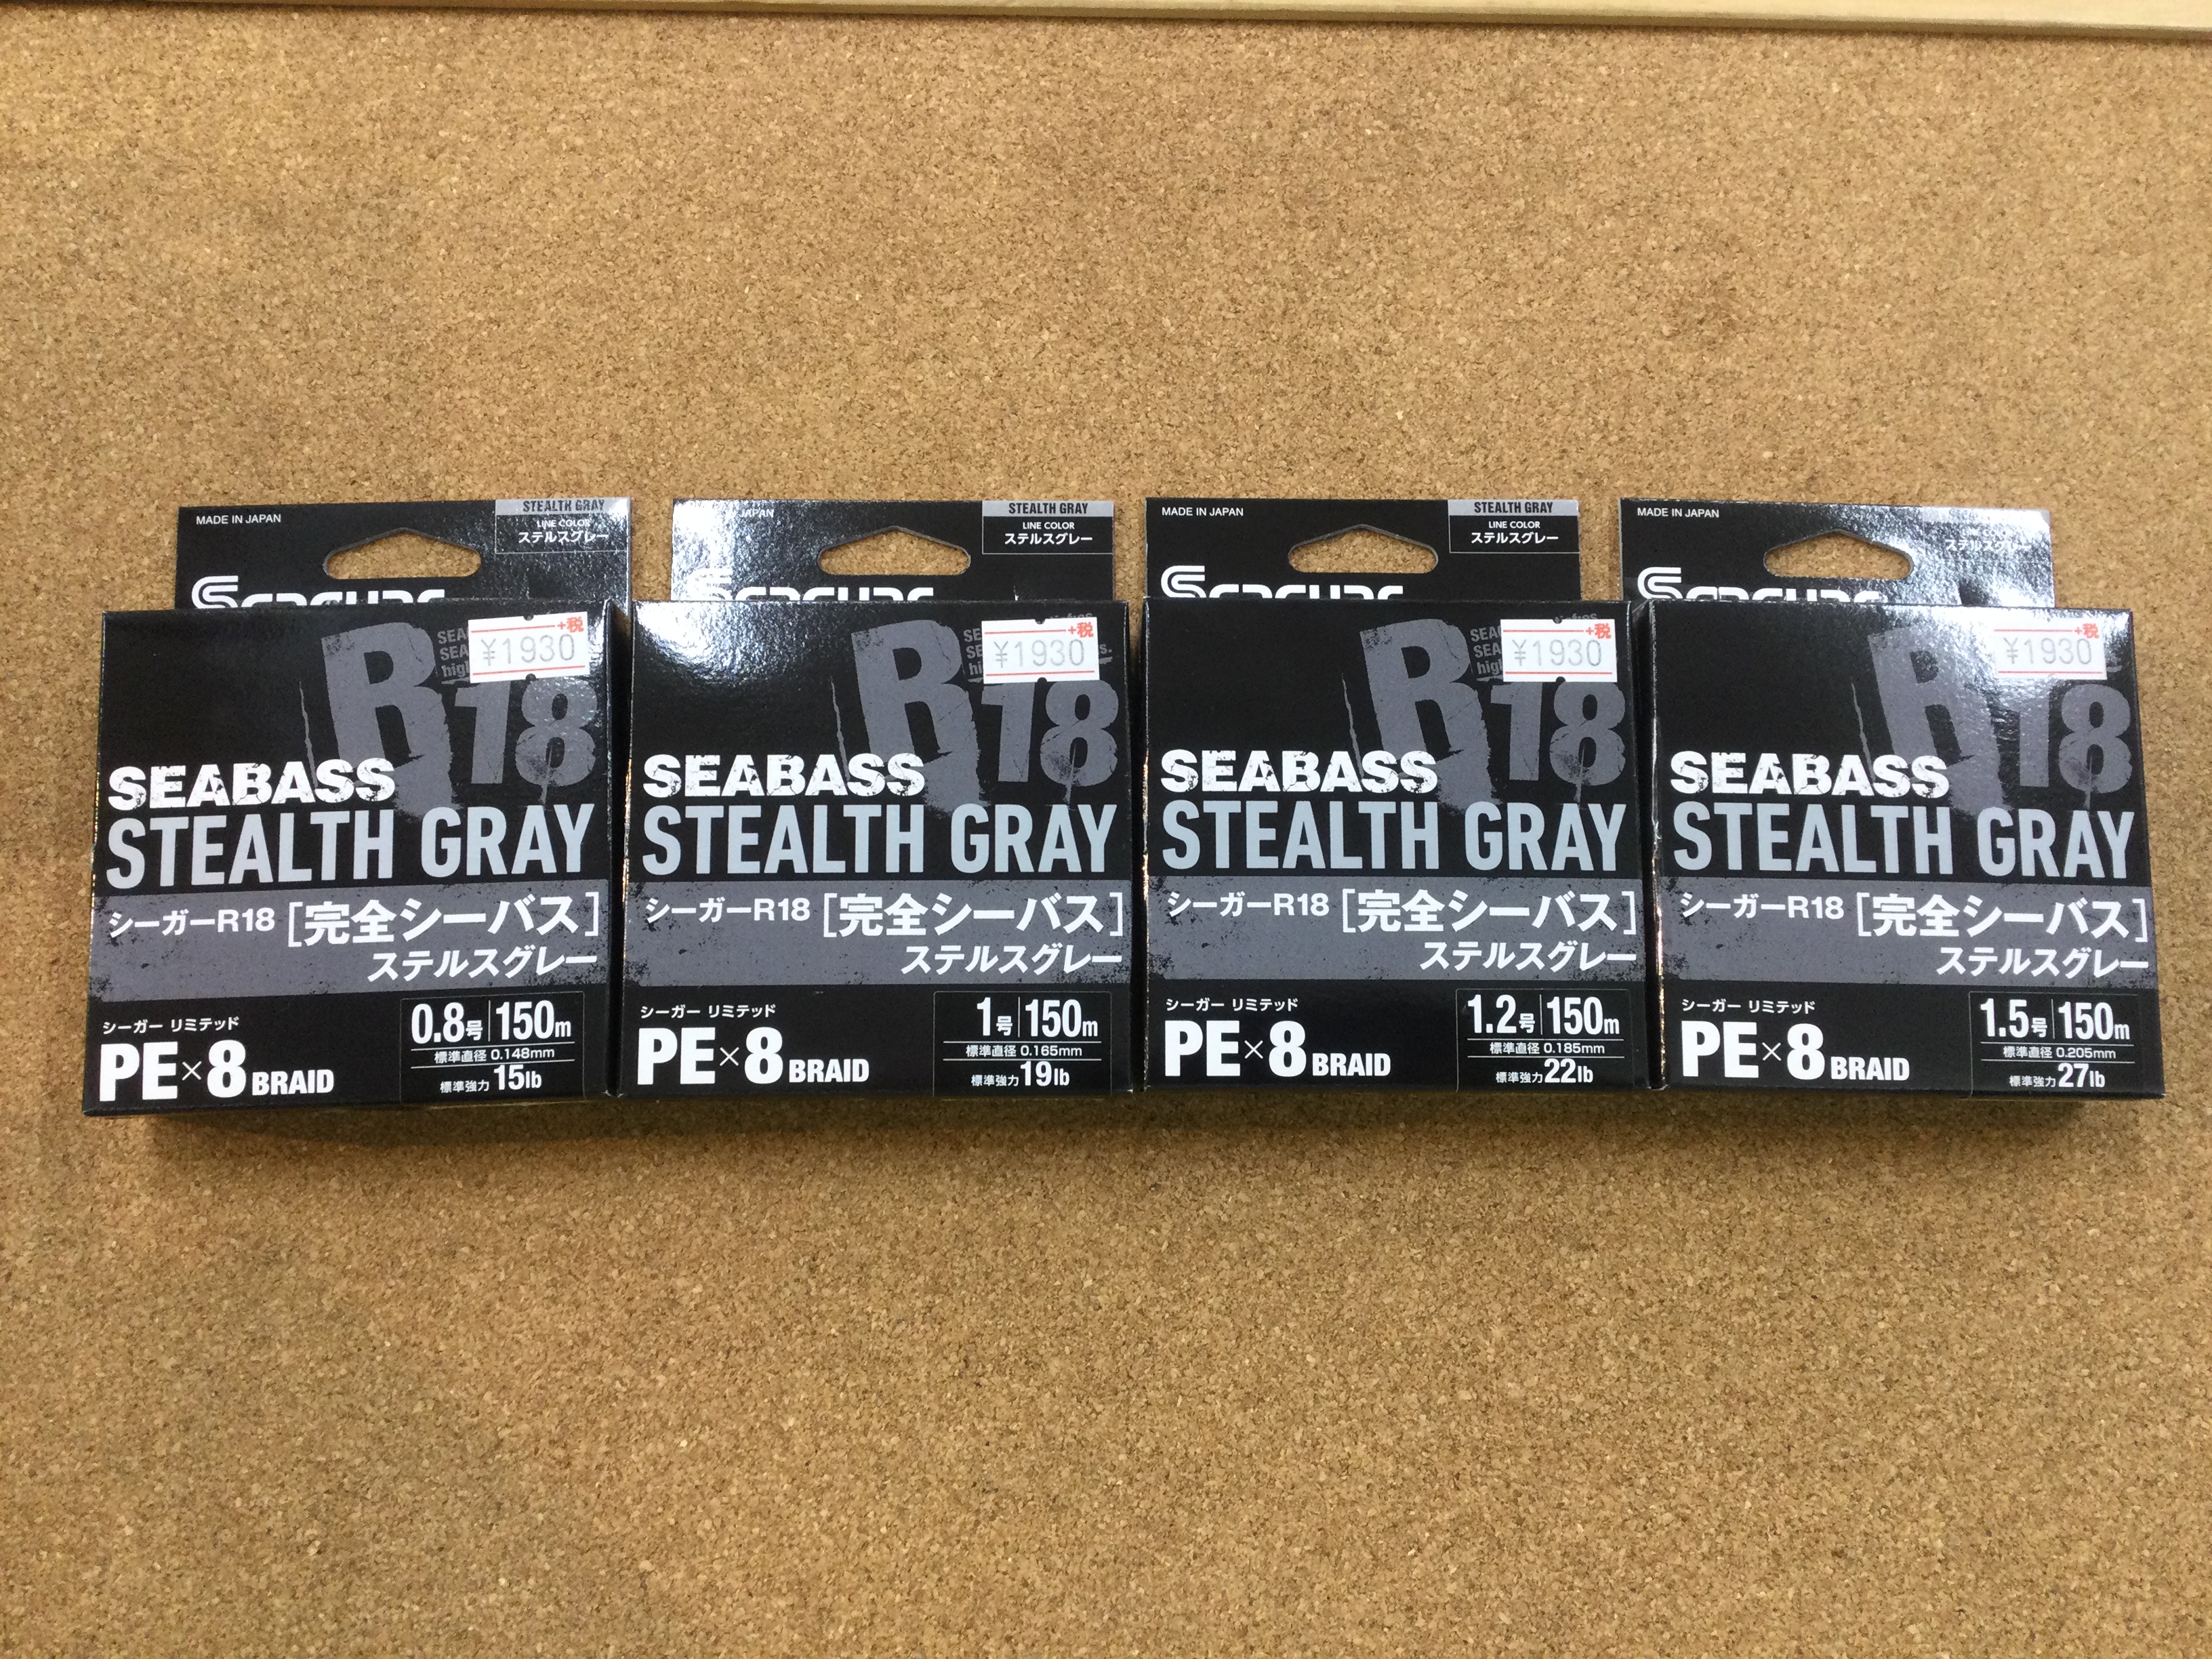 MADE IN JAPAN
STEALTH GRAY
LINE COLOR
ステルスグレー
+税
¥1930
R18
SEABASS
STEALTH GRAY
シーガーR18 [完全シーバス]
ステルスグレー
シーガー リミテッド
PE×8 BRAID
0.8号 150m
標準直径 0.148mm
標準強力 15lb
JAPAN
STEALTH GRAY
LINE COLOR
ステルスグレー
+税
¥1930
R18
SEABASS
STEALTH GRAY
シーガーR18 [完全シーバス]
ステルスグレー
シーガー リミテッド
PE×8 BRAID
1号 150m
標準直径 0.165mm
標準強力 19lb
MADE IN JAPAN
STEALTH GRAY
LINE COLOR
ステルスグレー
+税
¥1930
R18
SEABASS
STEALTH GRAY
シーガーR18 [完全シーバス]
ステルスグレー
シーガー リミテッド
PE×8 BRAID
1.2号 150m
標準直径 0.185mm
標準強力 22lb
MADE IN JAPAN
ステルスグレー
+税
¥1930
R18
SEABASS
STEALTH GRAY
シーガーR18 [完全シーバス]
ステルスグレー
シーガー リミテッド
PE×8 BRAID
1.5号 150m
標準直径 0.205mm
標準強力 27lb